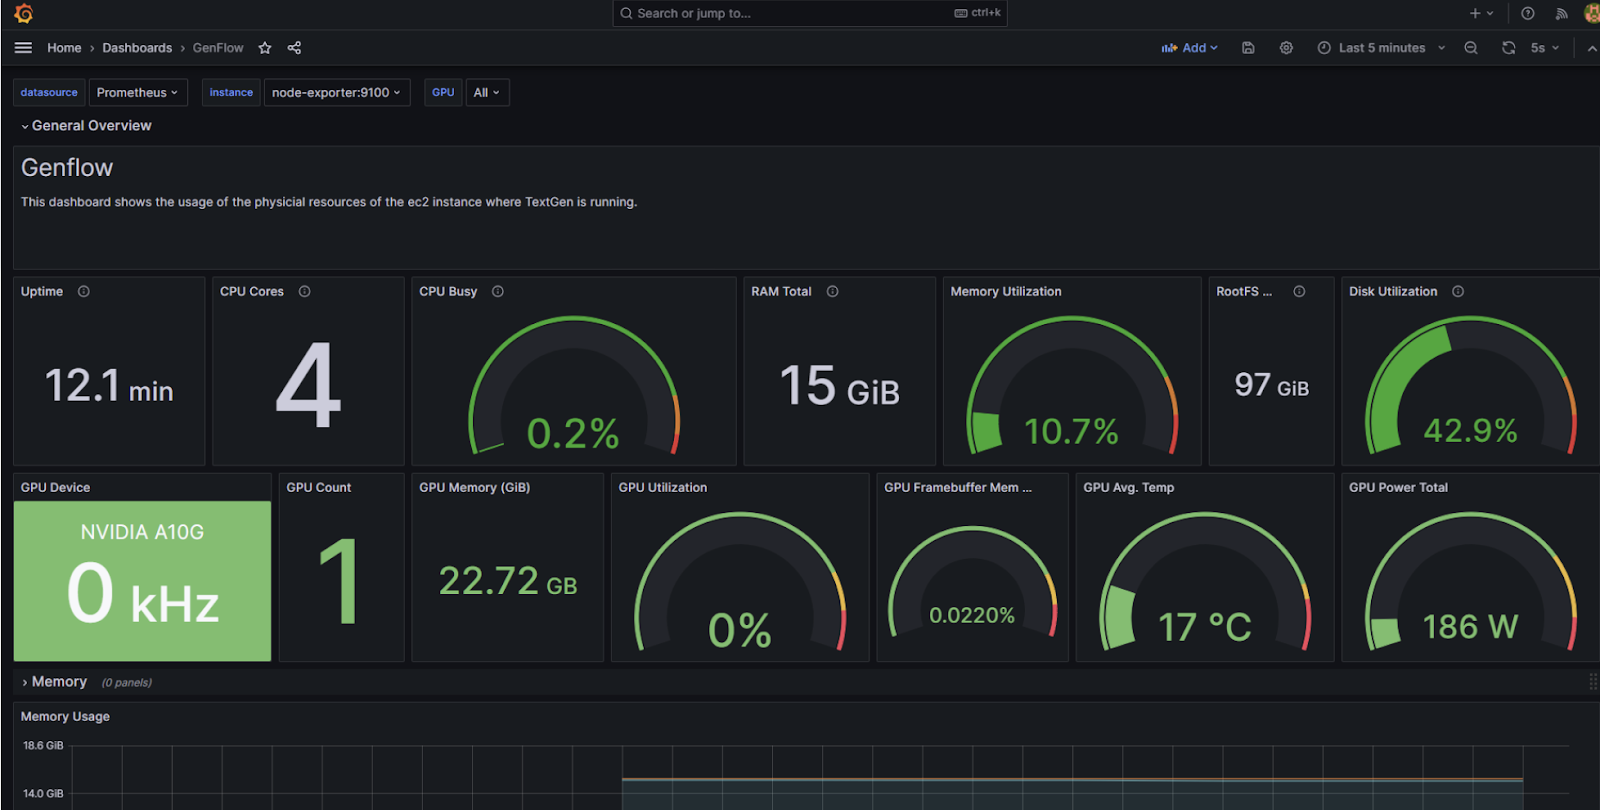 Search or jump to...
ctrl+k
Home › Dashboards › GenFlow
Add
Last 5 minutes
5s
datasource
Prometheus
instance
node-exporter:9100
GPU
All
General Overview
Genflow
This dashboard shows the usage of the physicial resources of the ec2 instance where TextGen is running.
Uptime
12.1 min
CPU Cores
4
CPU Busy
0.2%
RAM Total
15 GiB
Memory Utilization
10.7%
RootFS ...
97 GiB
Disk Utilization
42.9%
GPU Device
NVIDIA A10G
0 kHz
GPU Count
1
GPU Memory (GiB)
22.72 GB
GPU Utilization
0%
GPU Framebuffer Mem ...
0.0220%
GPU Avg. Temp
17 °C
GPU Power Total
186 W
Memory (0 panels)
Memory Usage
18.6 GiB
14.0 GiB